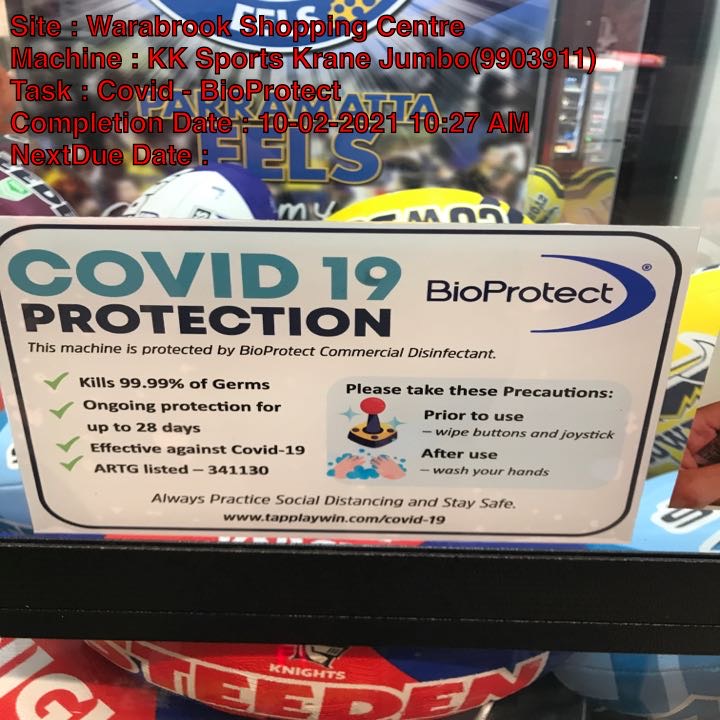 Site : Warabrook Shopping Centre
Machine : KK Sports Krane Jumbo(9903911)
Task : Covid - BioProtect
Completion Date : 10-02-2021 10:27 AM
NextDue Date :
EELS
PARRAMATTA
EELS
COVID 19
PROTECTION
BioProtect®
This machine is protected by BioProtect Commercial Disinfectant.
Kills 99.99% of Germs
Ongoing protection for
up to 28 days
Effective against Covid-19
ARTG listed – 341130
Please take these Precautions:
Prior to use
– wipe buttons and joystick
After use
– wash your hands
Always Practice Social Distancing and Stay Safe.
www.tapplaywin.com/covid-19
KNIGHTS
STEEDEN